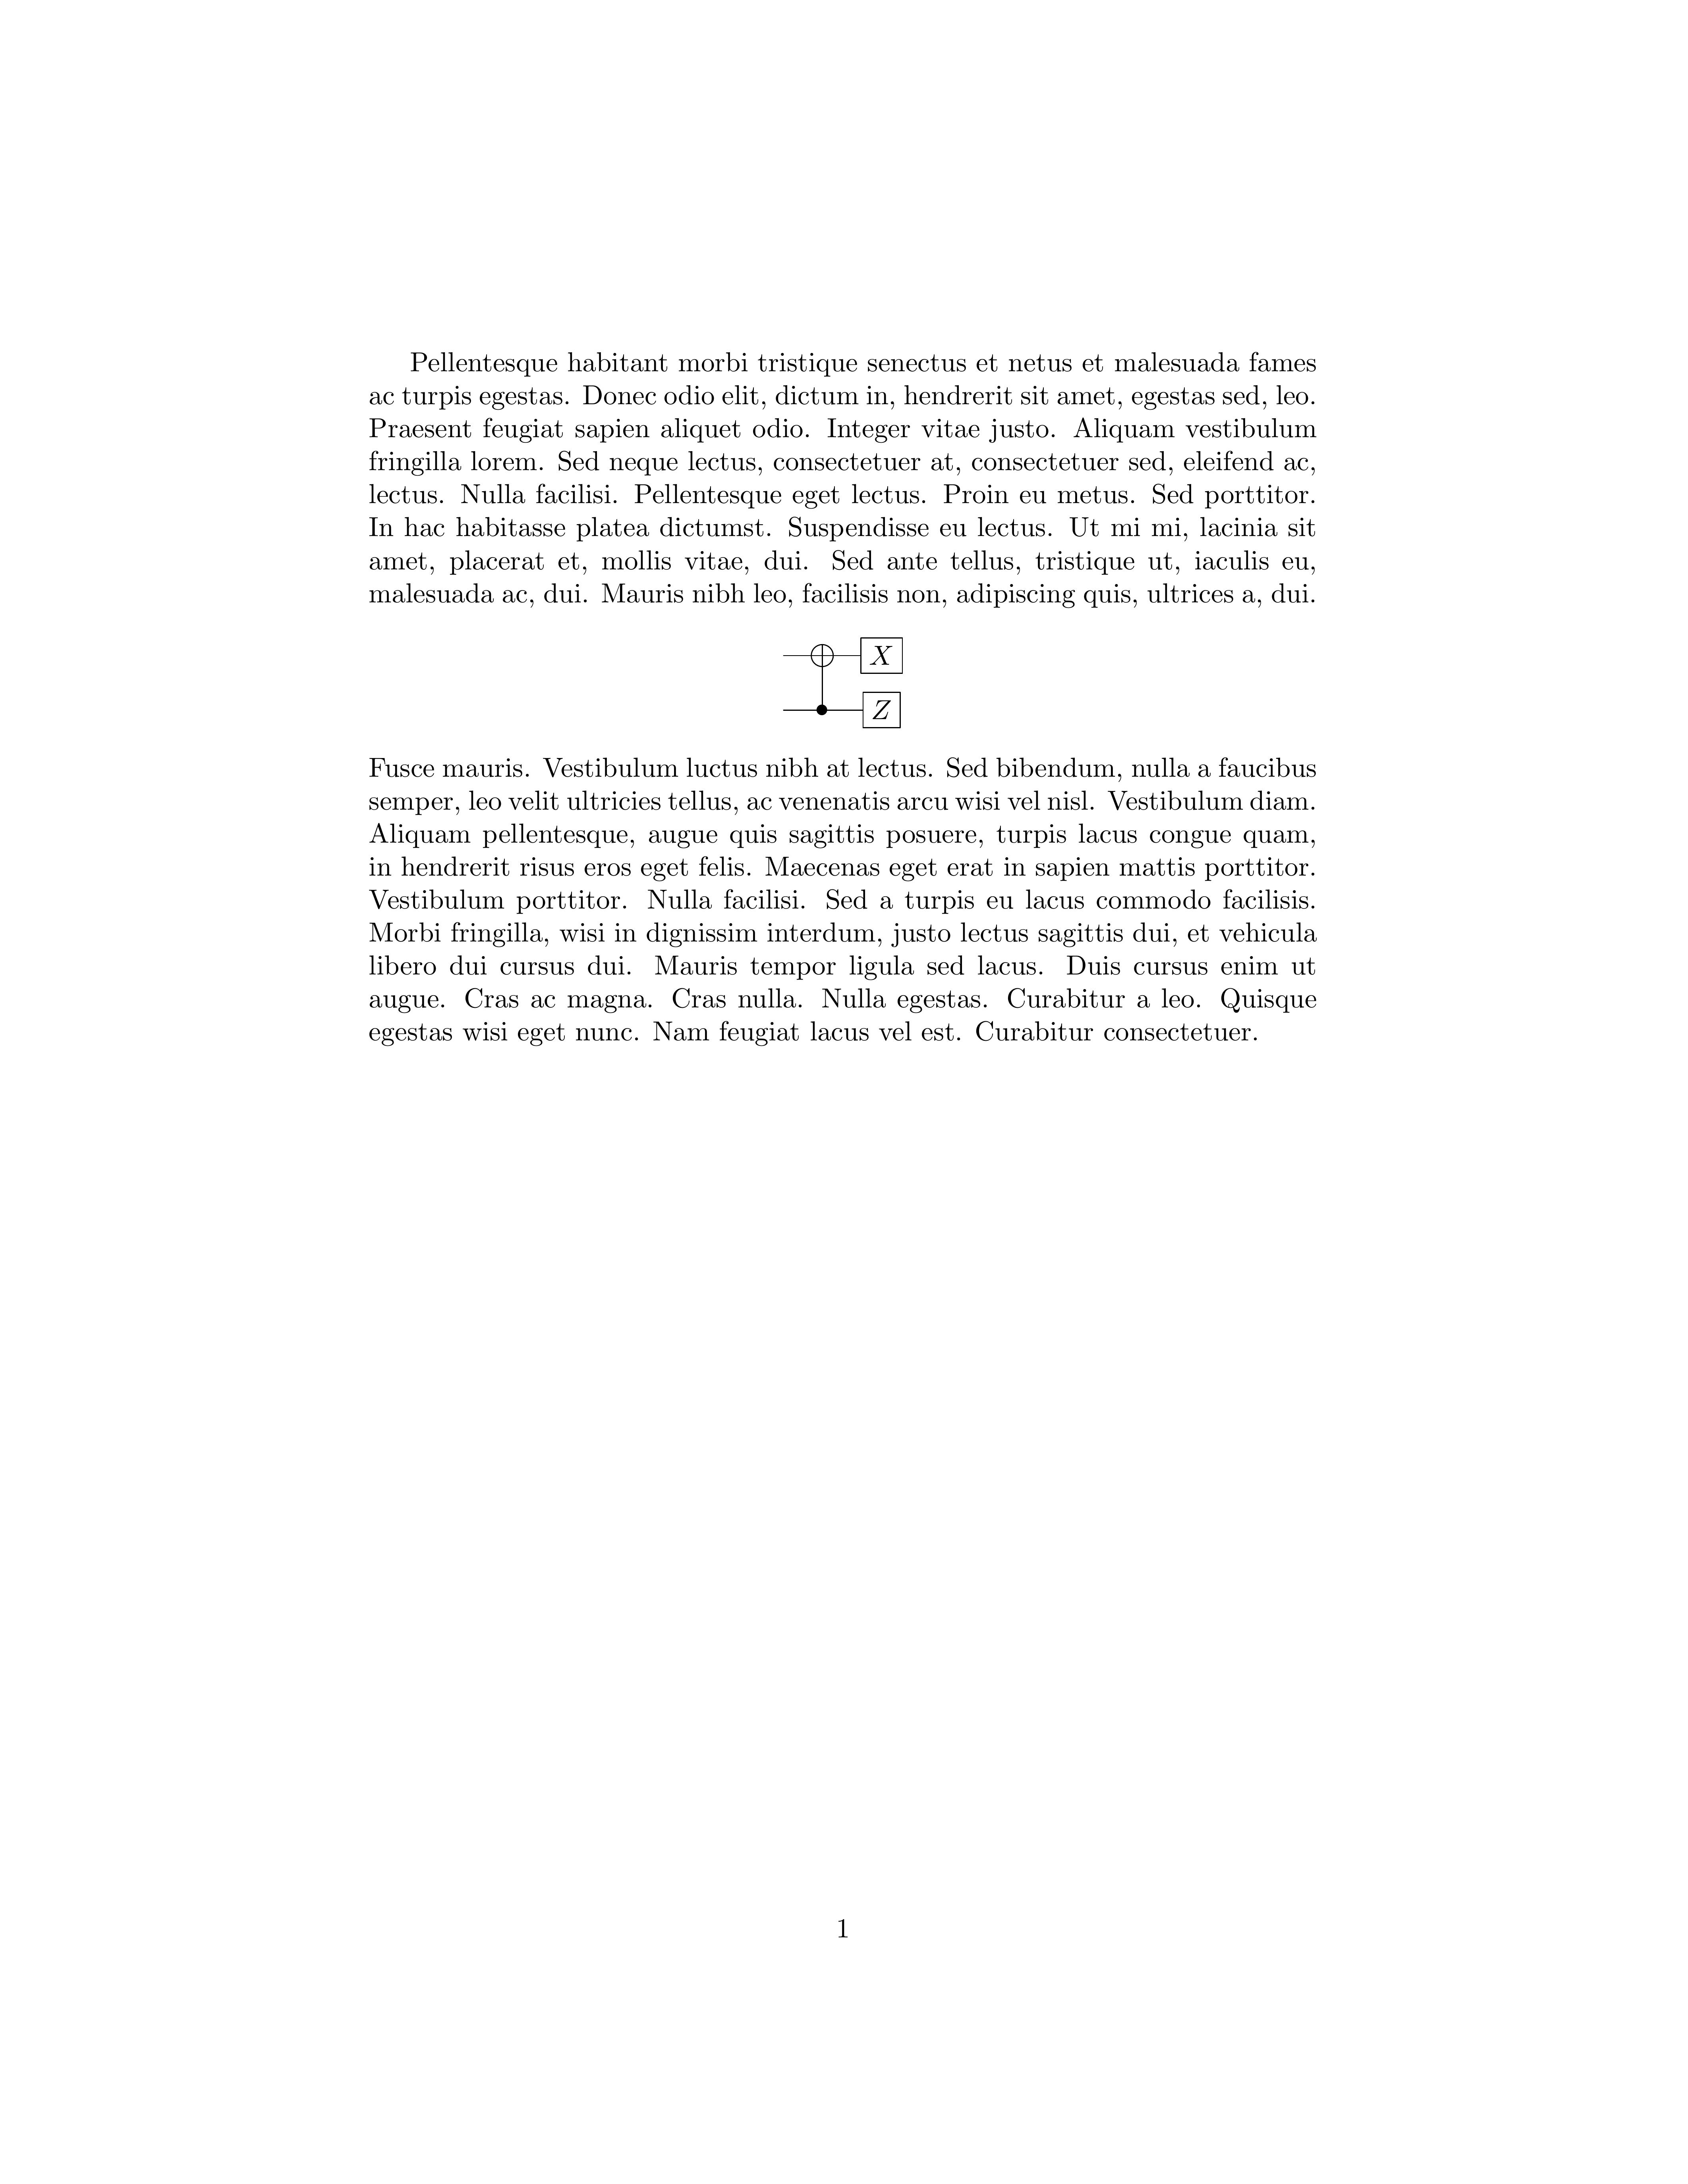 Pellentesque habitant morbi tristique senectus et netus et malesuada fames
ac turpis egestas. Donec odio elit, dictum in, hendrerit sit amet, egestas sed, leo.
Praesent feugiat sapien aliquet odio. Integer vitae justo. Aliquam vestibulum
fringilla lorem. Sed neque lectus, consectetuer at, consectetuer sed, eleifend ac,
lectus. Nulla facilisi. Pellentesque eget lectus. Proin eu metus. Sed porttitor.
In hac habitasse platea dictumst. Suspendisse eu lectus. Ut mi mi, lacinia sit
amet, placerat et, mollis vitae, dui. Sed ante tellus, tristique ut, iaculis eu,
malesuada ac, dui. Mauris nibh leo, facilisis non, adipiscing quis, ultrices a, dui.
X
Z
Fusce mauris. Vestibulum luctus nibh at lectus. Sed bibendum, nulla a faucibus
semper, leo velit ultricies tellus, ac venenatis arcu wisi vel nisl. Vestibulum diam.
Aliquam pellentesque, augue quis sagittis posuere, turpis lacus congue quam,
in hendrerit risus eros eget felis. Maecenas eget erat in sapien mattis porttitor.
Vestibulum porttitor. Nulla facilisi. Sed a turpis eu lacus commodo facilisis.
Morbi fringilla, wisi in dignissim interdum, justo lectus sagittis dui, et vehicula
libero dui cursus dui. Mauris tempor ligula sed lacus. Duis cursus enim ut
augue. Cras ac magna. Cras nulla. Nulla egestas. Curabitur a leo. Quisque
egestas wisi eget nunc. Nam feugiat lacus vel est. Curabitur consectetuer.
1